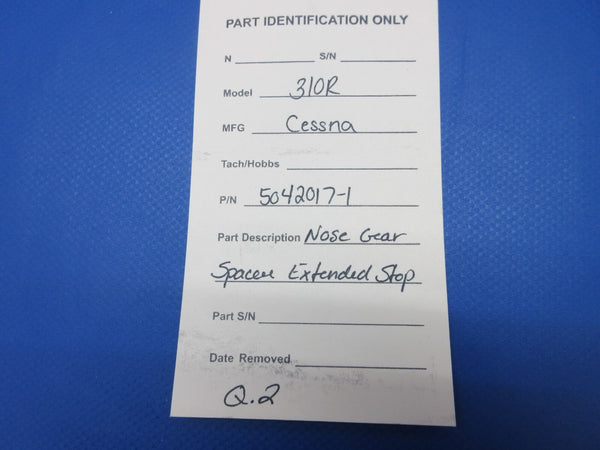 PART IDENTIFICATION ONLY
N S/N
Model 310R
MFG Cessna
Tach/Hobbs
P/N 5042017-1
Part Description Nose Gear
Spacer Extended Stop
Part S/N
Date Removed
Q.2